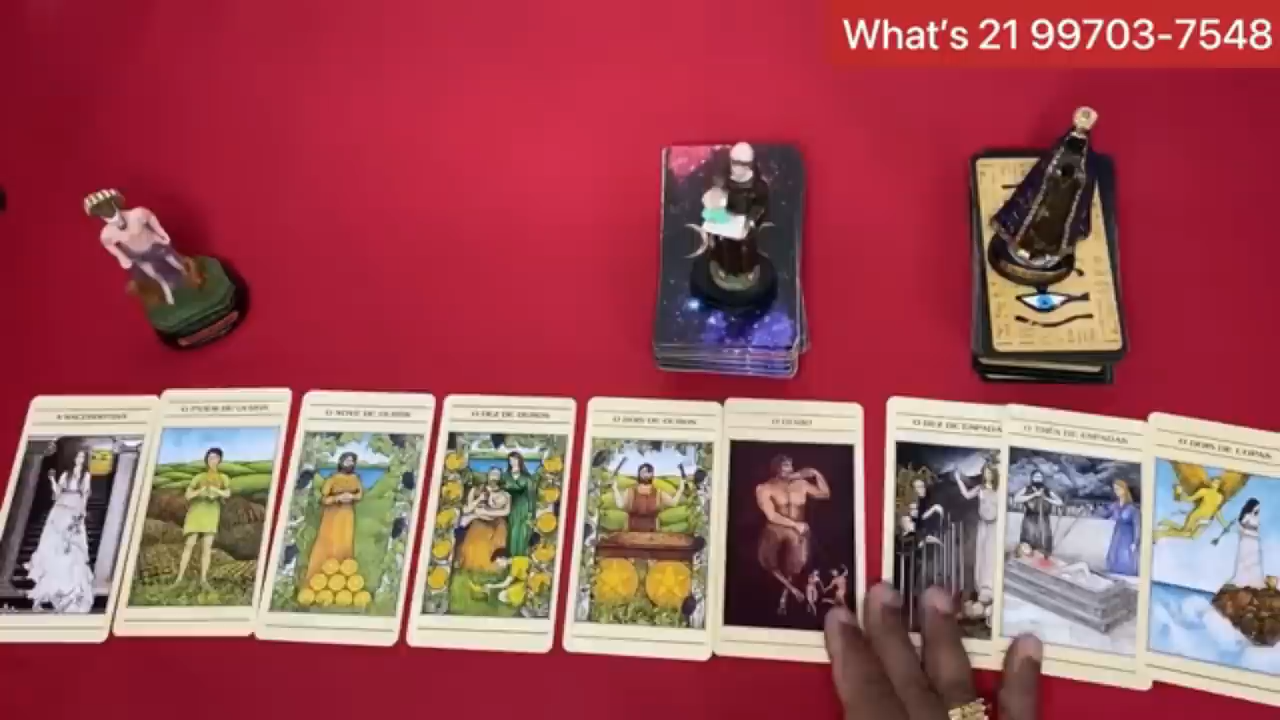 What's 21 99703-7548
A SACERDOTISA
O PAJEM DE OUROS
O NOVE DE OUROS
O DEZ DE OUROS
O DOIS DE OUROS
O DIABO
O DEZ DE ESPADAS
O TRÊS DE ESPADAS
O DOIS DE COPAS